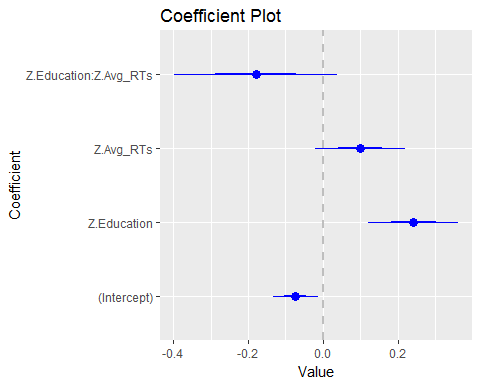 Coefficient Plot
Z.Education:Z.Avg_RTs
Z.Avg_RTs
Z.Education
(Intercept)
Coefficient
-0.4
-0.2
0.0
0.2
Value